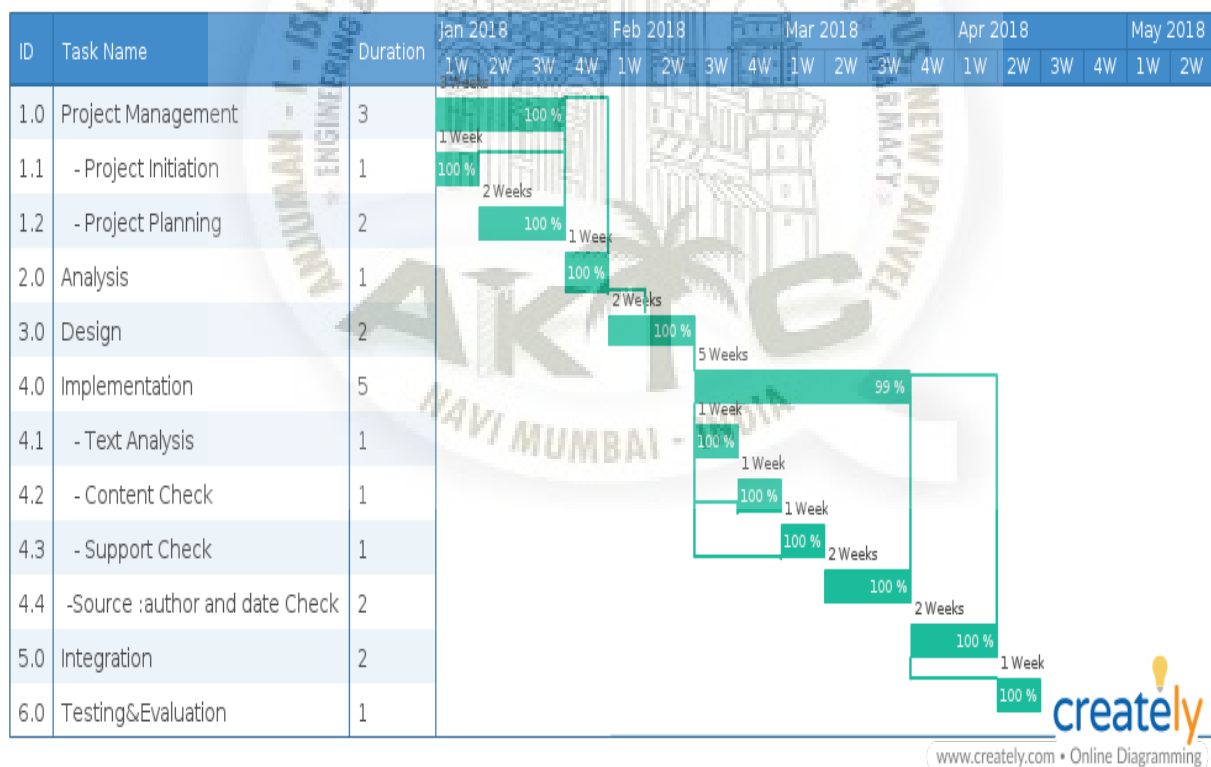 ID Task Name Duration Jan 2018 Feb 2018 Mar 2018 Apr 2018 May 2018
1W 2W 3W 4W 1W 2W 3W 4W 1W 2W 3W 4W 1W 2W 3W 4W 1W 2W
3 Weeks
1.0 Project Management 3 100 %
1 Week
1.1 - Project Initiation 1 100 %
2 Weeks
1.2 - Project Planning 2 100 %
1 Week
2.0 Analysis 1 100 %
2 Weeks
3.0 Design 2 100 %
5 Weeks
4.0 Implementation 5 99 %
1 Week
4.1 - Text Analysis 1 100 %
1 Week
4.2 - Content Check 1 100 %
1 Week
4.3 - Support Check 1 100 %
2 Weeks
4.4 -Source :author and date Check 2 100 %
2 Weeks
5.0 Integration 2 100 %
1 Week
6.0 Testing&Evaluation 1 100 %
AKTC
NAVI MUMBAI - INDIA
NEW PANVEL
PHARMACY
creately
www.creately.com • Online Diagramming